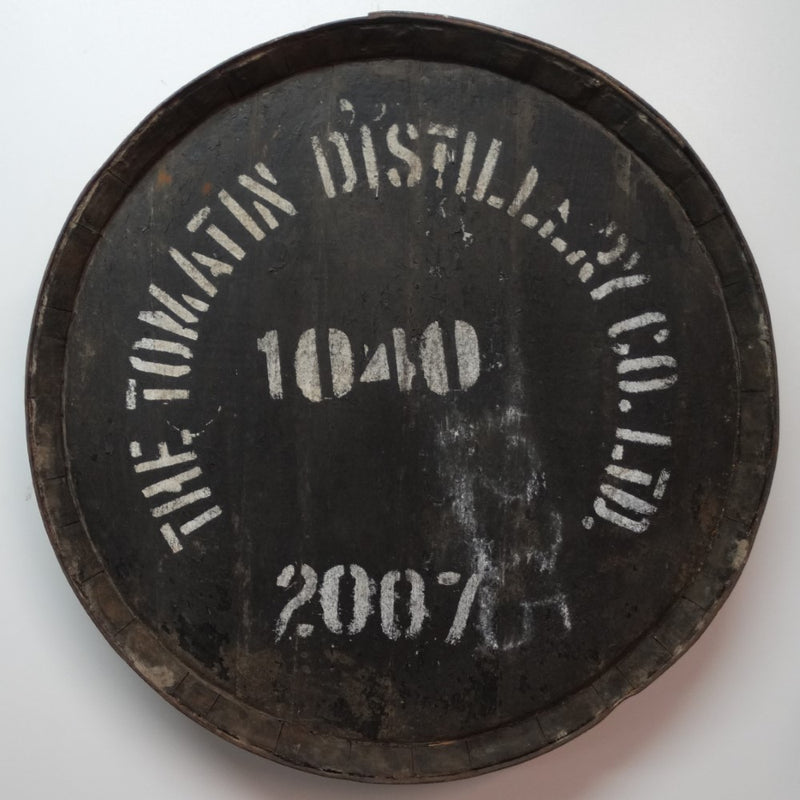 THE TOMATIN DISTILLERY CO. LTD.
1040
2007